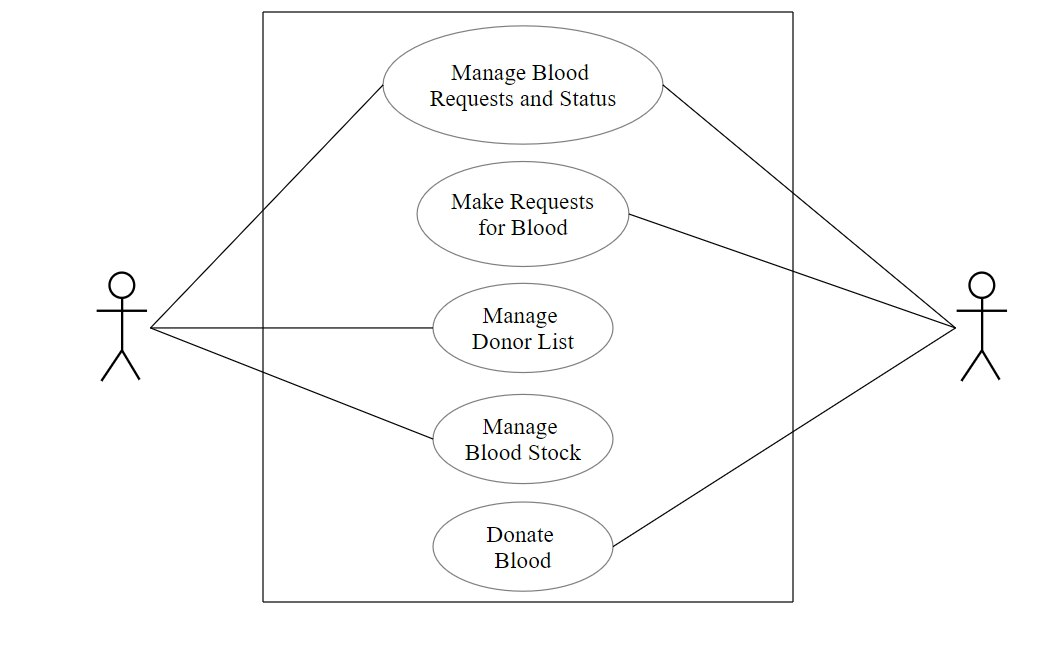 Manage Blood
Requests and Status
Make Requests
for Blood
Manage
Donor List
Manage
Blood Stock
Donate
Blood